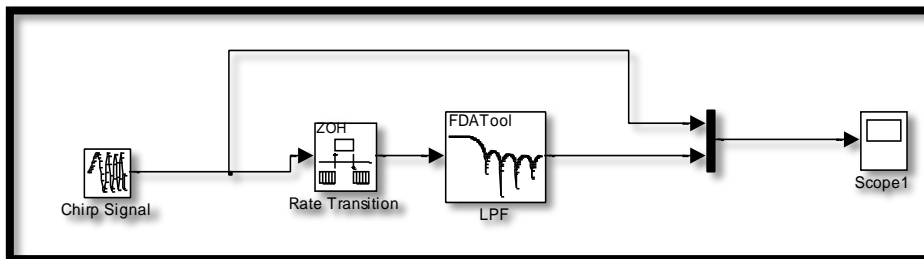 ZOH
FDATool
Chirp Signal
Rate Transition
LPF
Scope1